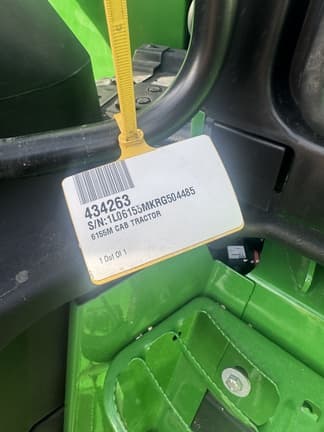 434263
S/N:1L06155MKRG504485
6155M CAB TRACTOR
1 Out Of 1